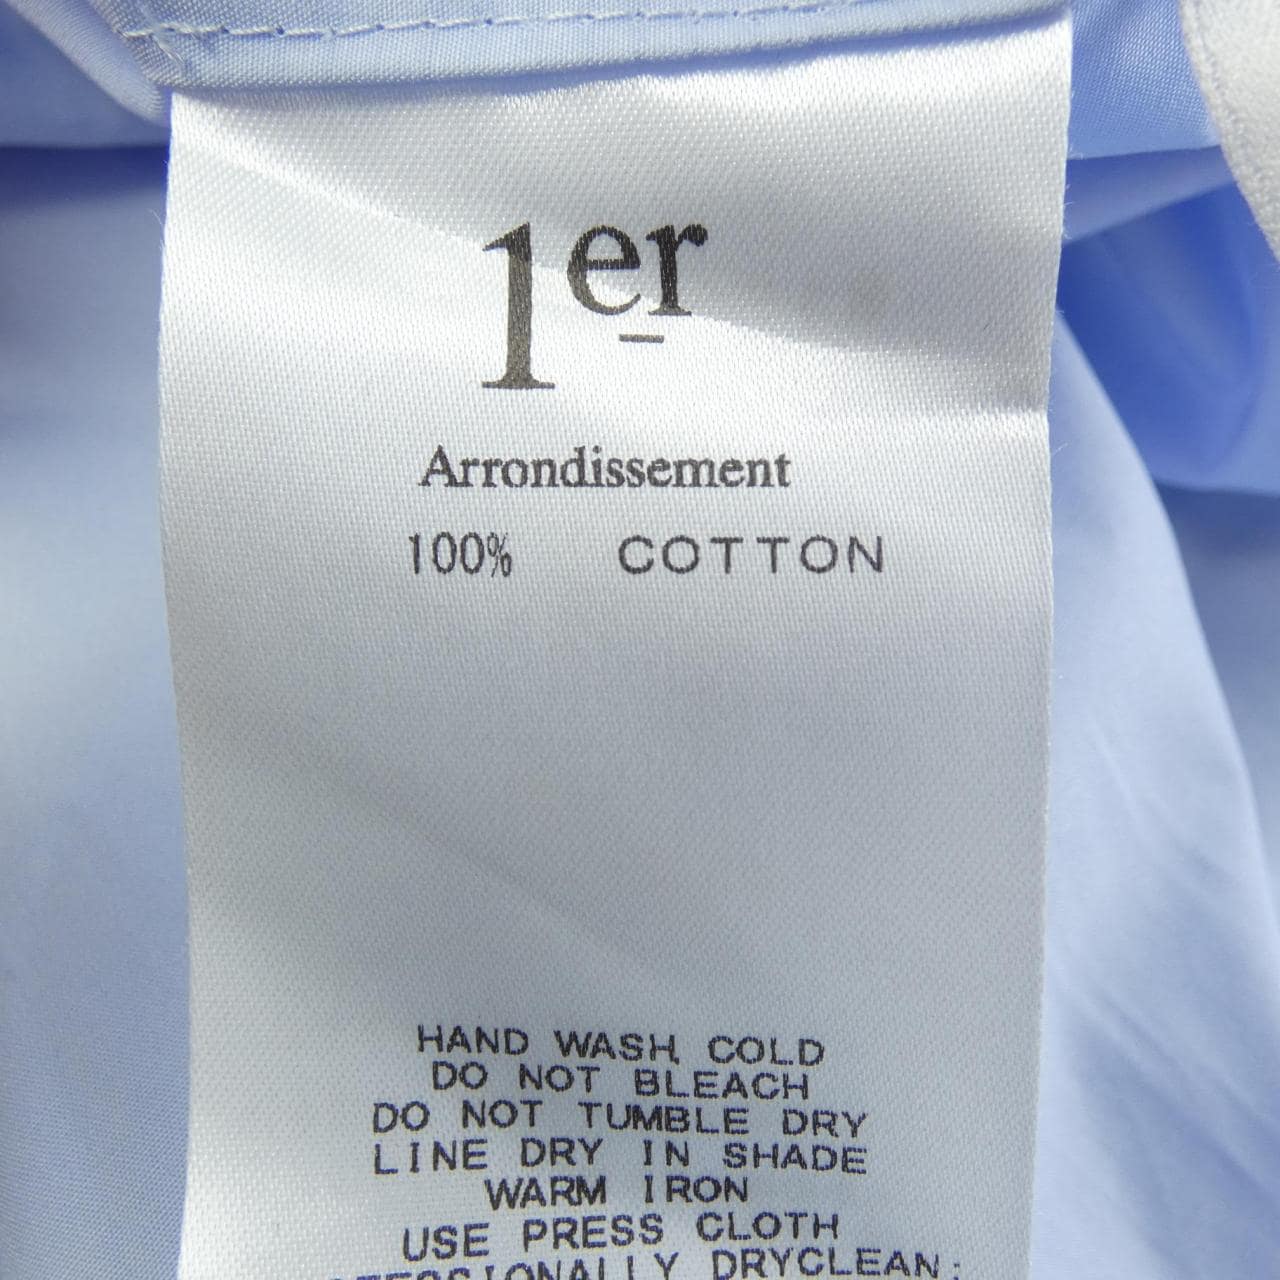 1er
Arrondissement
100% COTTON
HAND WASH COLD
DO NOT BLEACH
DO NOT TUMBLE DRY
LINE DRY IN SHADE
WARM IRON
USE PRESS CLOTH
DRYCLEAN: